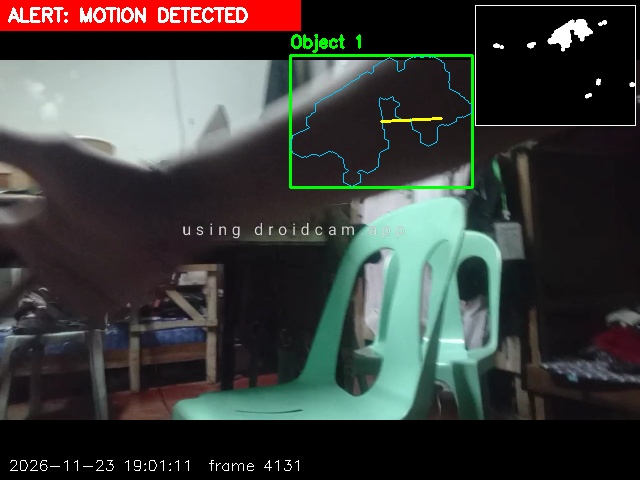 ALERT: MOTION DETECTED
Object 1
using droidcam app
2026-11-23 19:01:11 frame 4131